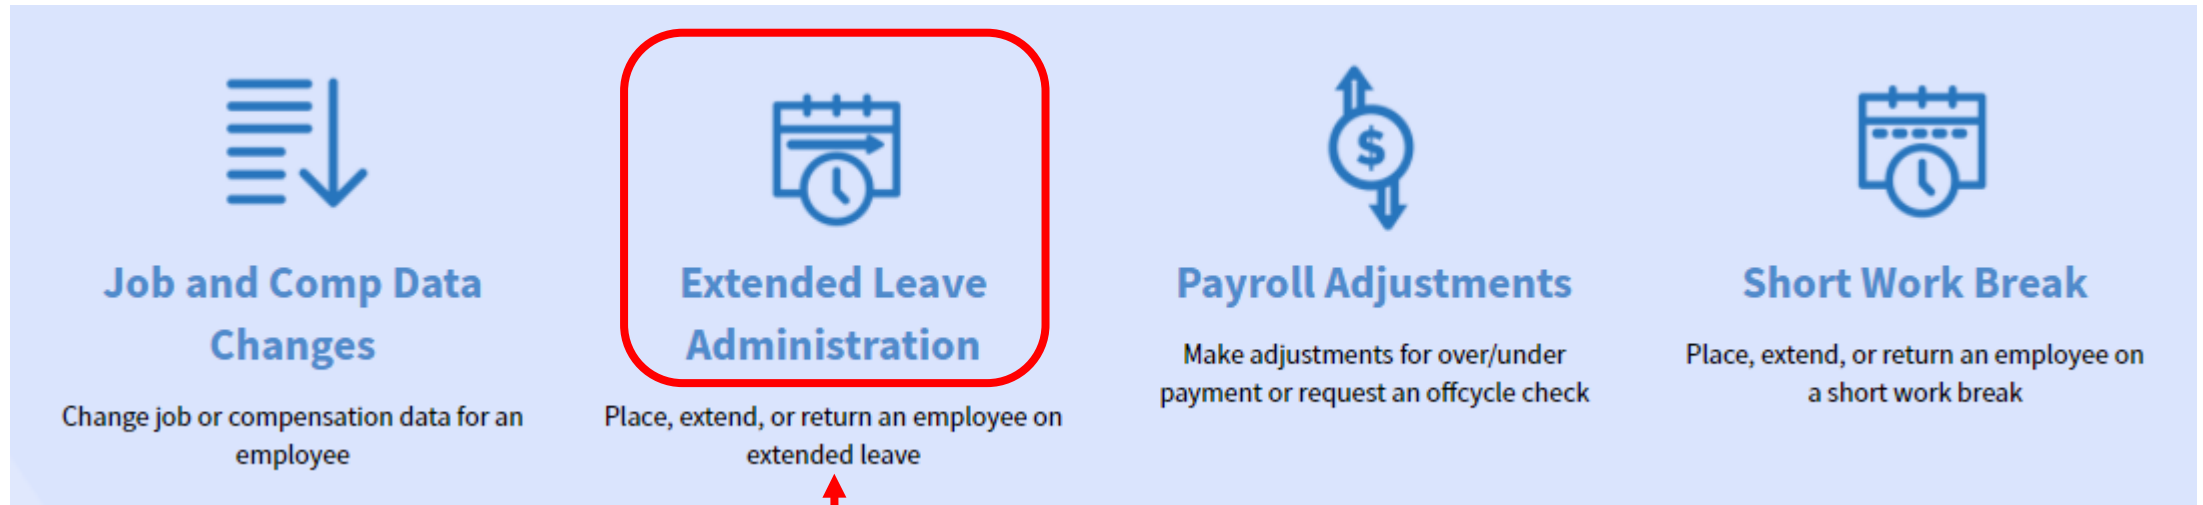 $
Job and Comp Data
Changes
Change job or compensation data for an
employee
Extended Leave
Administration
Place, extend, or return an employee on
extended leave
Payroll Adjustments
Make adjustments for over/under
payment or request an offcycle check
Short Work Break
Place, extend, or return an employee on
a short work break